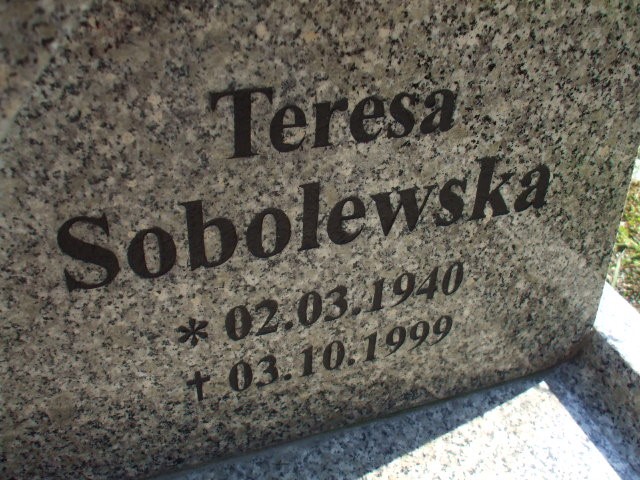 Teresa
Sobolewska
* 02.03.1940
† 03.10.1999